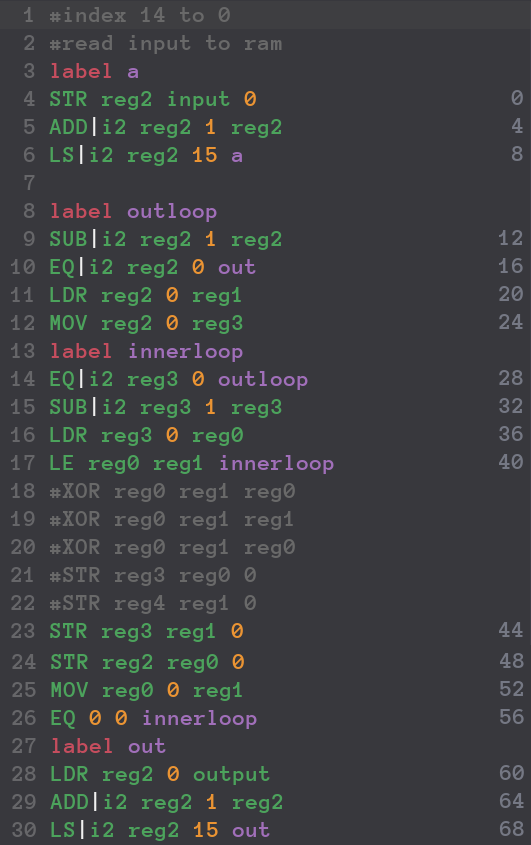 1 #index 14 to 0
2 #read input to ram
3 label a
4 STR reg2 input 0 0
5 ADD|i2 reg2 1 reg2 4
6 LS|i2 reg2 15 a 8
7
8 label outloop
9 SUB|i2 reg2 1 reg2 12
10 EQ|i2 reg2 0 out 16
11 LDR reg2 0 reg1 20
12 MOV reg2 0 reg3 24
13 label innerloop
14 EQ|i2 reg3 0 outloop 28
15 SUB|i2 reg3 1 reg3 32
16 LDR reg3 0 reg0 36
17 LE reg0 reg1 innerloop 40
18 #XOR reg0 reg1 reg0
19 #XOR reg0 reg1 reg1
20 #XOR reg0 reg1 reg0
21 #STR reg3 reg0 0
22 #STR reg4 reg1 0
23 STR reg3 reg1 0 44
24 STR reg2 reg0 0 48
25 MOV reg0 0 reg1 52
26 EQ 0 0 innerloop 56
27 label out
28 LDR reg2 0 output 60
29 ADD|i2 reg2 1 reg2 64
30 LS|i2 reg2 15 out 68